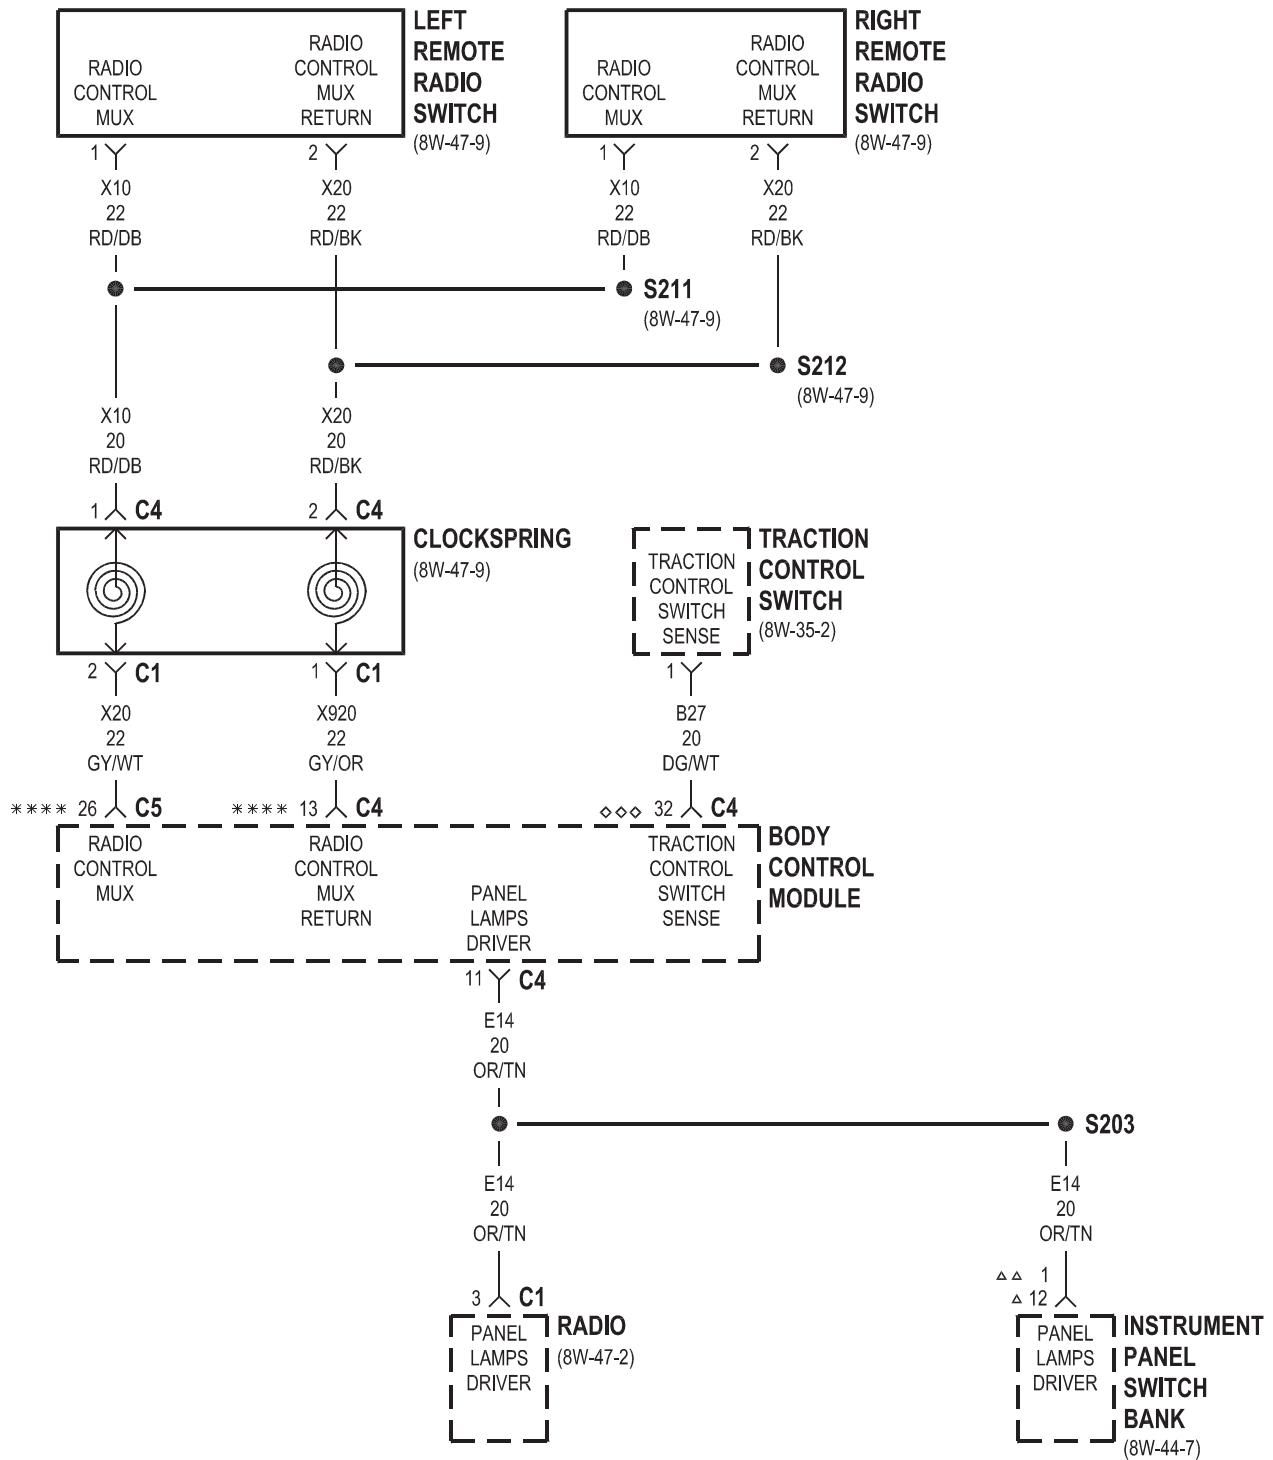 LEFT
REMOTE
RADIO
SWITCH
(8W-47-9)
RADIO
CONTROL
MUX
RADIO
CONTROL
MUX
RETURN
RIGHT
REMOTE
RADIO
SWITCH
(8W-47-9)
RADIO
CONTROL
MUX
RADIO
CONTROL
MUX
RETURN
1
X10
22
RD/DB
2
X20
22
RD/BK
1
X10
22
RD/DB
2
X20
22
RD/BK
S211
(8W-47-9)
S212
(8W-47-9)
X10
20
RD/DB
1 C4
X20
20
RD/BK
2 C4
CLOCKSPRING
(8W-47-9)
TRACTION
CONTROL
SWITCH
SENSE
TRACTION
CONTROL
SWITCH
(8W-35-2)
2 C1
X20
22
GY/WT
**** 26 C5
1 C1
X920
22
GY/OR
**** 13 C4
1
B27
20
DG/WT
◇◇◇ 32 C4
RADIO
CONTROL
MUX
RADIO
CONTROL
MUX
RETURN
PANEL
LAMPS
DRIVER
TRACTION
CONTROL
SWITCH
SENSE
BODY
CONTROL
MODULE
11 C4
E14
20
OR/TN
S203
E14
20
OR/TN
3 C1
E14
20
OR/TN
△△ 1
△ 12
PANEL
LAMPS
DRIVER
RADIO
(8W-47-2)
PANEL
LAMPS
DRIVER
INSTRUMENT
PANEL
SWITCH
BANK
(8W-44-7)